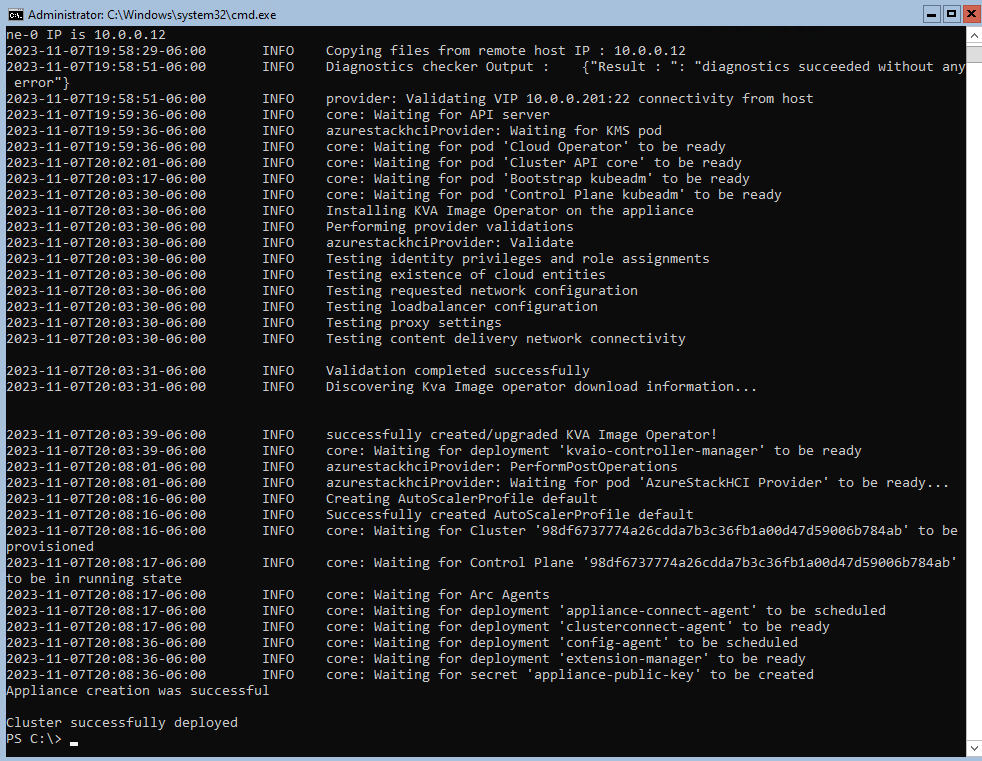 Administrator: C:\Windows\system32\cmd.exe
ne-0 IP is 10.0.0.12
2023-11-07T19:58:29-06:00 INFO Copying files from remote host IP : 10.0.0.12
2023-11-07T19:58:51-06:00 INFO Diagnostics checker Output : {"Result : ": "diagnostics succeeded without any
error"}
2023-11-07T19:58:51-06:00 INFO provider: Validating VIP 10.0.0.201:22 connectivity from host
2023-11-07T19:59:36-06:00 INFO core: Waiting for API server
2023-11-07T19:59:36-06:00 INFO azurestackhciProvider: Waiting for KMS pod
2023-11-07T19:59:36-06:00 INFO core: Waiting for pod 'Cloud Operator' to be ready
2023-11-07T20:02:01-06:00 INFO core: Waiting for pod 'Cluster API core' to be ready
2023-11-07T20:03:17-06:00 INFO core: Waiting for pod 'Bootstrap kubeadm' to be ready
2023-11-07T20:03:30-06:00 INFO core: Waiting for pod 'Control Plane kubeadm' to be ready
2023-11-07T20:03:30-06:00 INFO Installing KVA Image Operator on the appliance
2023-11-07T20:03:30-06:00 INFO Performing provider validations
2023-11-07T20:03:30-06:00 INFO azurestackhciProvider: Validate
2023-11-07T20:03:30-06:00 INFO Testing identity privileges and role assignments
2023-11-07T20:03:30-06:00 INFO Testing existence of cloud entities
2023-11-07T20:03:30-06:00 INFO Testing requested network configuration
2023-11-07T20:03:30-06:00 INFO Testing loadbalancer configuration
2023-11-07T20:03:30-06:00 INFO Testing proxy settings
2023-11-07T20:03:30-06:00 INFO Testing content delivery network connectivity
2023-11-07T20:03:31-06:00 INFO Validation completed successfully
2023-11-07T20:03:31-06:00 INFO Discovering Kva Image operator download information...
2023-11-07T20:03:39-06:00 INFO successfully created/upgraded KVA Image Operator!
2023-11-07T20:03:39-06:00 INFO core: Waiting for deployment 'kvaio-controller-manager' to be ready
2023-11-07T20:08:01-06:00 INFO azurestackhciProvider: PerformPostOperations
2023-11-07T20:08:01-06:00 INFO azurestackhciProvider: Waiting for pod 'AzureStackHCI Provider' to be ready...
2023-11-07T20:08:16-06:00 INFO Creating AutoScalerProfile default
2023-11-07T20:08:16-06:00 INFO Successfully created AutoScalerProfile default
2023-11-07T20:08:16-06:00 INFO core: Waiting for Cluster '98df6737774a26cdda7b3c36fb1a00d47d59006b784ab' to be
provisioned
2023-11-07T20:08:17-06:00 INFO core: Waiting for Control Plane '98df6737774a26cdda7b3c36fb1a00d47d59006b784ab'
to be in running state
2023-11-07T20:08:17-06:00 INFO core: Waiting for Arc Agents
2023-11-07T20:08:17-06:00 INFO core: Waiting for deployment 'appliance-connect-agent' to be scheduled
2023-11-07T20:08:17-06:00 INFO core: Waiting for deployment 'clusterconnect-agent' to be ready
2023-11-07T20:08:36-06:00 INFO core: Waiting for deployment 'config-agent' to be scheduled
2023-11-07T20:08:36-06:00 INFO core: Waiting for deployment 'extension-manager' to be ready
2023-11-07T20:08:36-06:00 INFO core: Waiting for secret 'appliance-public-key' to be created
Appliance creation was successful
Cluster successfully deployed
PS C:\>